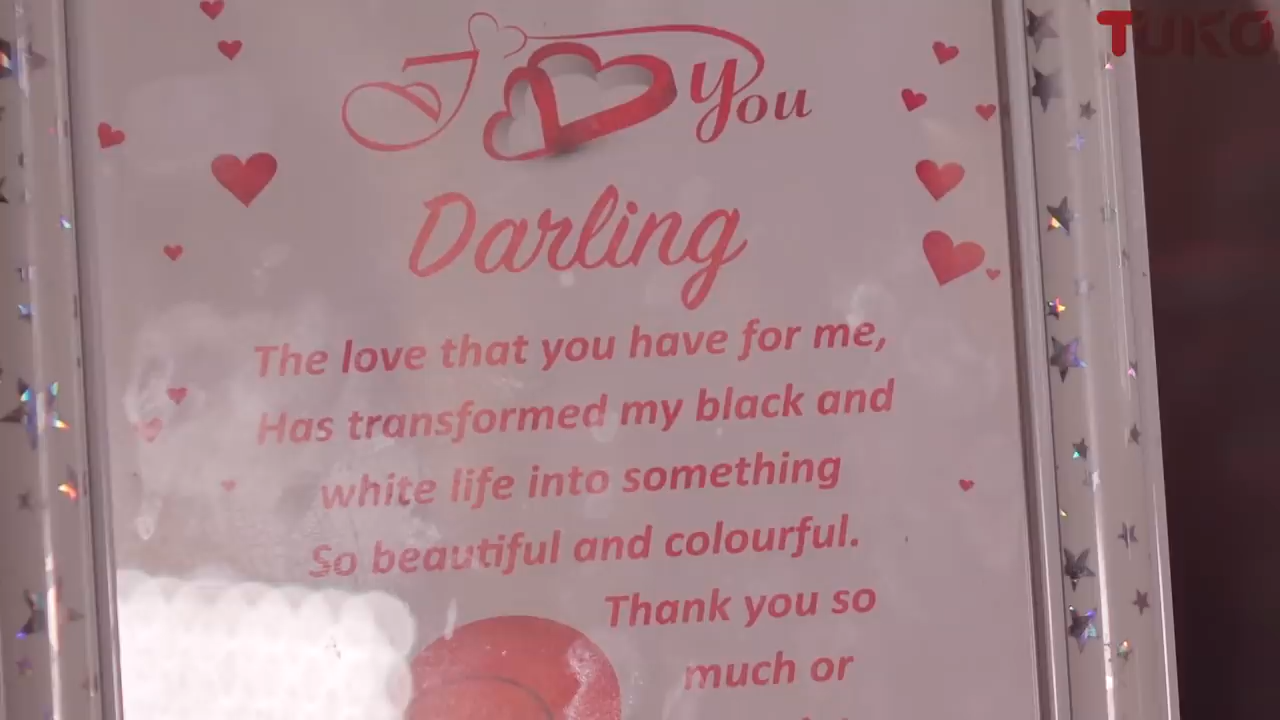 TUKO
I You
Darling
The love that you have for me,
Has transformed my black and
white life into something
So beautiful and colourful.
Thank you so
much or